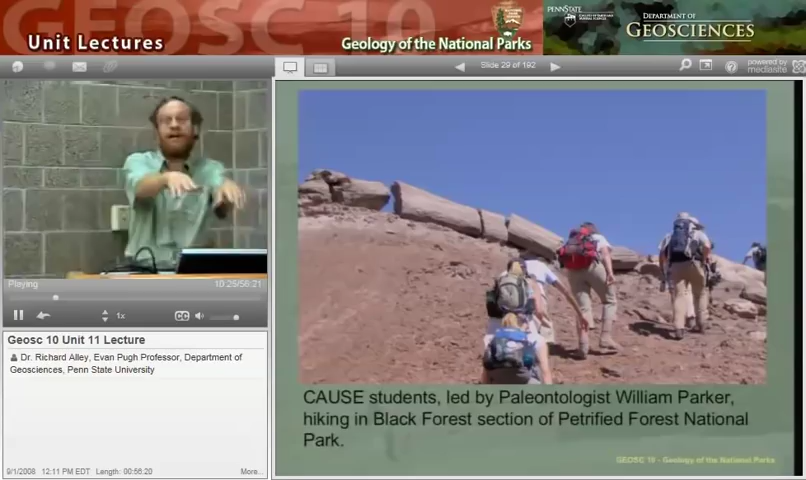 GEOSC 10
Unit Lectures
Geology of the National Parks
PENNSTATE
DEPARTMENT OF
GEOSCIENCES
Slide 29 of 192
powered by
mediasite
Playing
10:25/56:21
1x
CC
Geosc 10 Unit 11 Lecture
Dr. Richard Alley, Evan Pugh Professor, Department of
Geosciences, Penn State University
9/1/2008 12:11 PM EDT Length: 00:56:20
More...
CAUSE students, led by Paleontologist William Parker,
hiking in Black Forest section of Petrified Forest National
Park.
GEOSC 10 - Geology of the National Parks